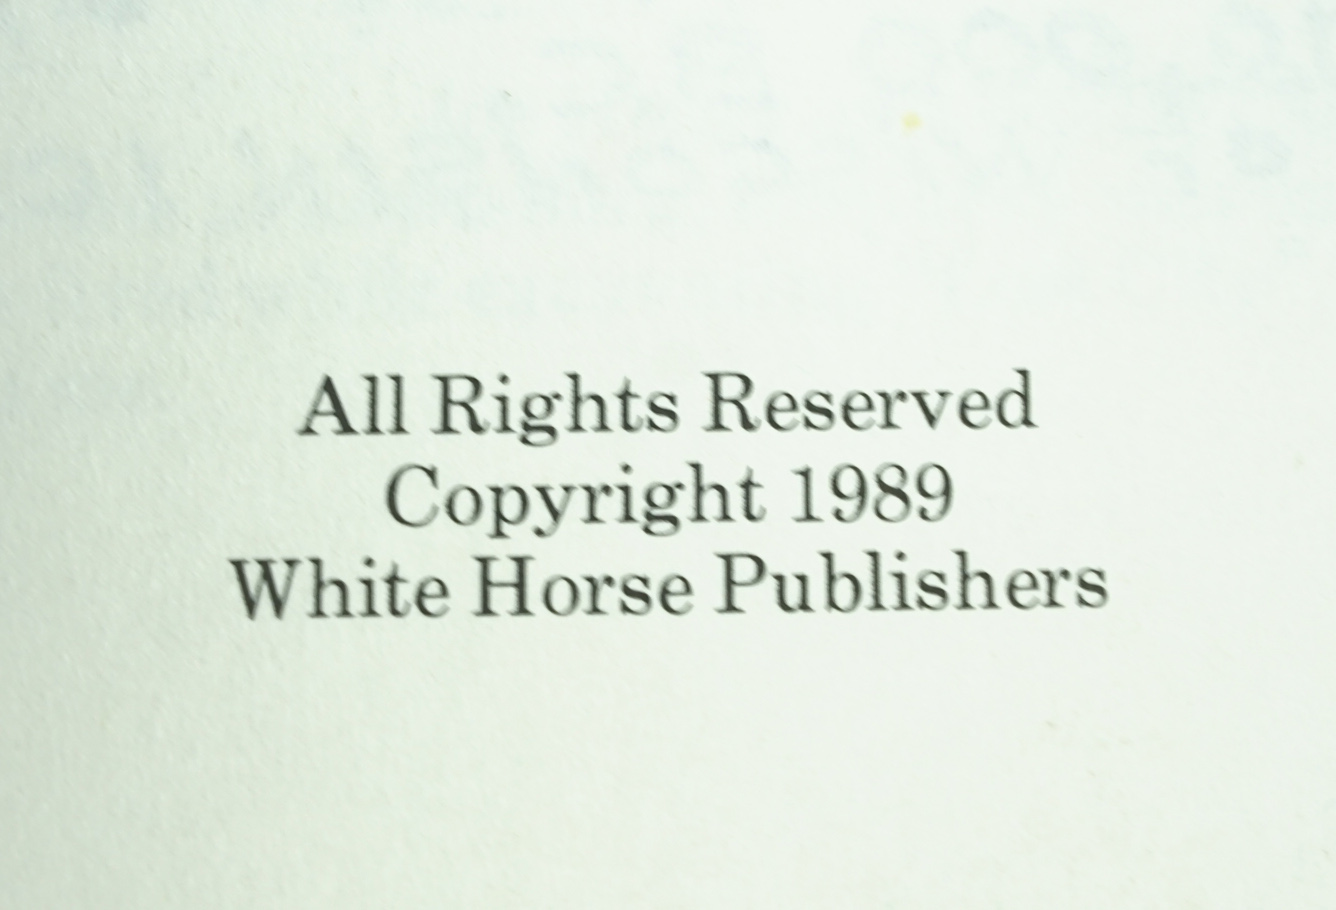 All Rights Reserved
Copyright 1989
White Horse Publishers